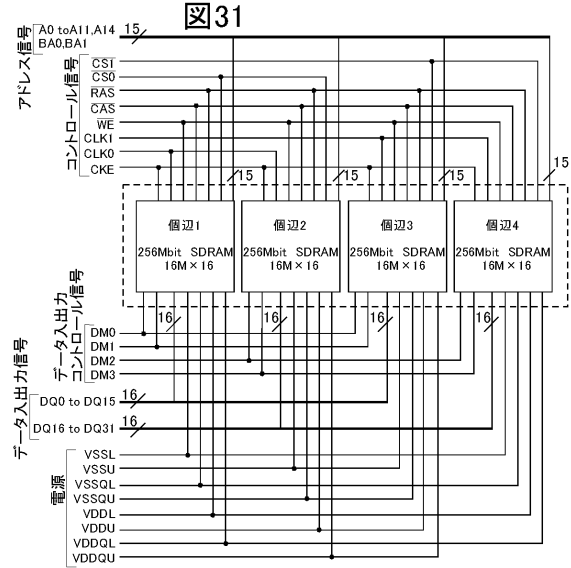 図31
アドレス信号
A0 toA11,A14
BA0,BA1
15
コントロール信号
CS1
CS0
RAS
CAS
WE
CLK1
CLK0
CKE
15
15
15
15
個辺1
256Mbit SDRAM
16M×16
個辺2
256Mbit SDRAM
16M×16
個辺3
256Mbit SDRAM
16M×16
個辺4
256Mbit SDRAM
16M×16
16
16
16
16
データ入出力
コントロール信号
DM0
DM1
DM2
DM3
データ入出力信号
DQ0 to DQ15
16
DQ16 to DQ31
16
電源
VSSL
VSSU
VSSQL
VSSQU
VDDL
VDDU
VDDQL
VDDQU